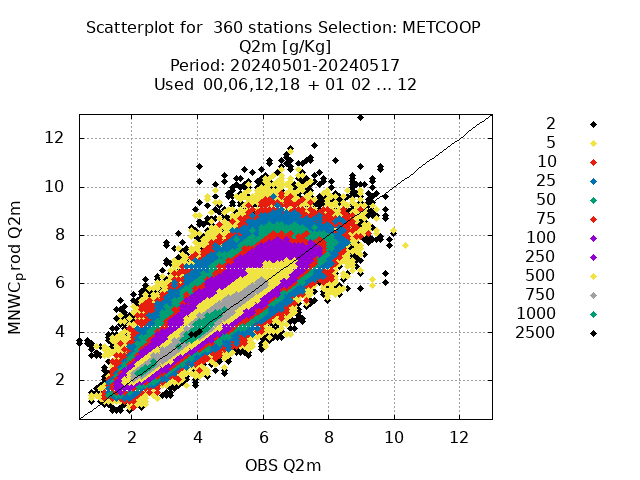 Scatterplot for  360 stations Selection: METCOOP
Q2m [g/Kg]
Period: 20240501-20240517
Used  00,06,12,18 + 01 02 ... 12
2
5
10
25
50
75
100
250
500
750
1000
2500
12
10
8
6
4
2
MNWC_prod Q2m
2 4 6 8 10 12
OBS Q2m